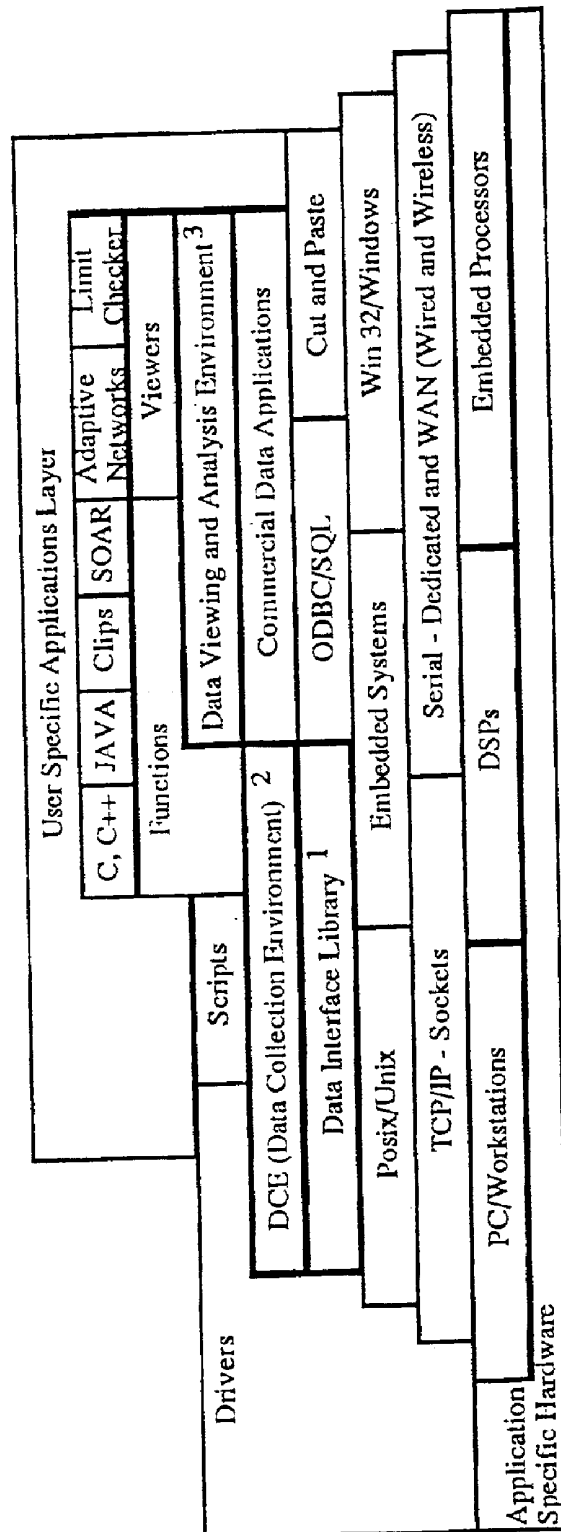 User Specific Applications Layer
C, C++ JAVA Clips SOAR Adaptive Networks Limit Checker
Functions Viewers
Drivers
Scripts
Data Viewing and Analysis Environment 3
DCE (Data Collection Environment) 2
Commercial Data Applications
Data Interface Library 1
ODBC/SQL
Cut and Paste
Posix/Unix
Embedded Systems
Win 32/Windows
TCP/IP - Sockets
Serial - Dedicated and WAN (Wired and Wireless)
PC/Workstations
DSPs
Embedded Processors
Application
Specific Hardware